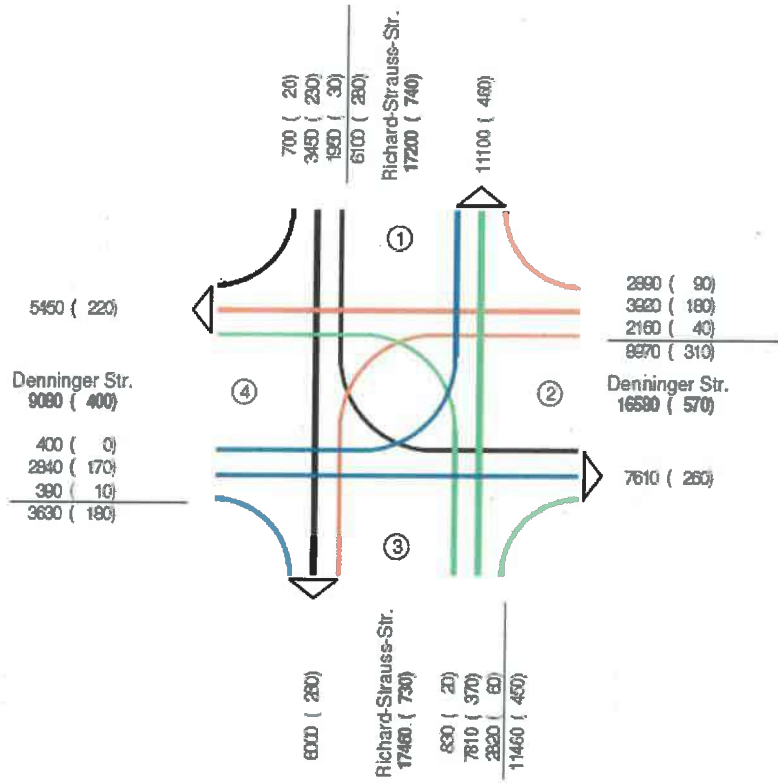 700 ( 20)
3450 ( 230)
1950 ( 30)
6100 ( 280)
Richard-Strauss-Str.
17200 ( 740)
11100 ( 460)
1
5450 ( 220)
2890 ( 90)
3920 ( 180)
2160 ( 40)
8970 ( 310)
Denninger Str.
9080 ( 400)
4
2
Denninger Str.
16580 ( 570)
400 ( 0)
2840 ( 170)
390 ( 10)
3630 ( 180)
7610 ( 260)
3
6000 ( 280)
Richard-Strauss-Str.
17460. ( 730)
830 ( 20)
7810 ( 370)
2820 ( 60)
11460 ( 450)